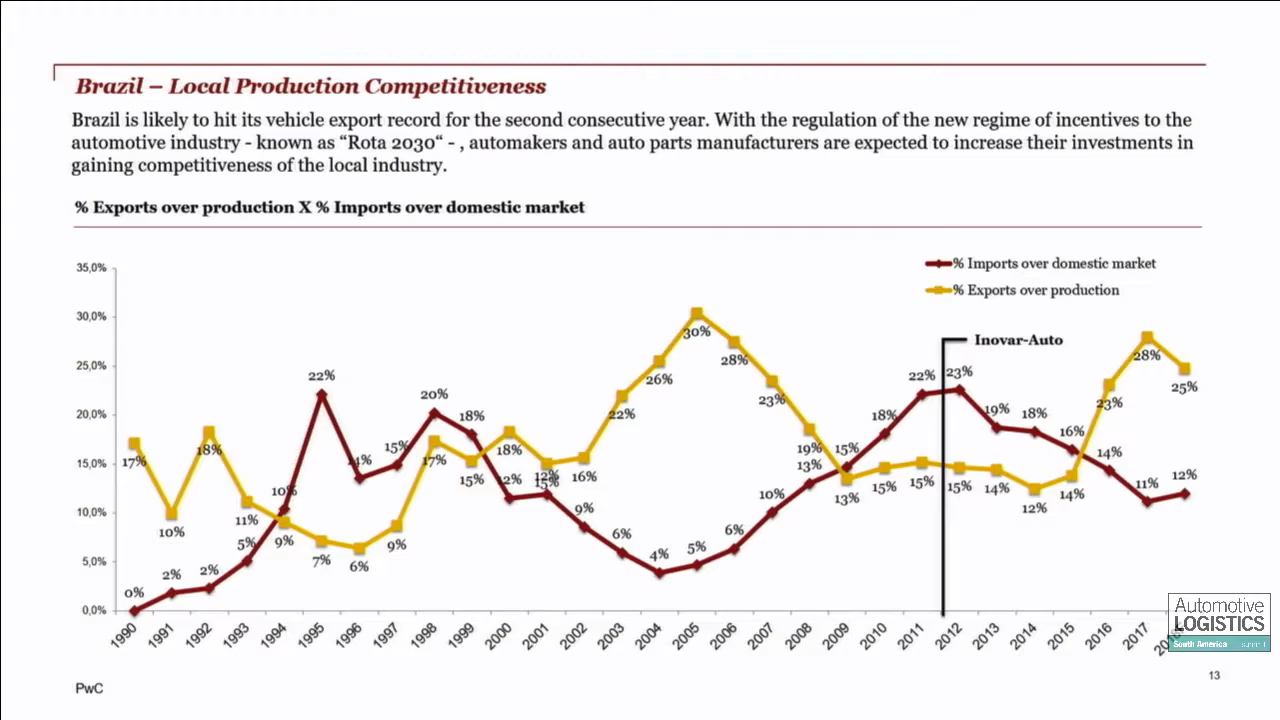 Brazil – Local Production Competitiveness
Brazil is likely to hit its vehicle export record for the second consecutive year. With the regulation of the new regime of incentives to the
automotive industry - known as “Rota 2030“ - , automakers and auto parts manufacturers are expected to increase their investments in
gaining competitiveness of the local industry.
% Exports over production X % Imports over domestic market
% Imports over domestic market
% Exports over production
Inovar-Auto
35,0%
30,0%
25,0%
20,0%
15,0%
10,0%
5,0%
0,0%
0% 2% 2% 5% 10% 22% 14% 15% 20% 18% 12% 12% 9% 6% 4% 5% 6% 10% 13% 15% 18% 22% 23% 19% 18% 16% 14% 11% 12%
17% 10% 18% 11% 9% 7% 6% 9% 17% 15% 18% 15% 16% 22% 26% 30% 28% 23% 19% 13% 15% 15% 15% 14% 12% 14% 23% 28% 25%
1990 1991 1992 1993 1994 1995 1996 1997 1998 1999 2000 2001 2002 2003 2004 2005 2006 2007 2008 2009 2010 2011 2012 2013 2014 2015 2016 2017
Automotive
LOGISTICS
South America summit
PwC
13